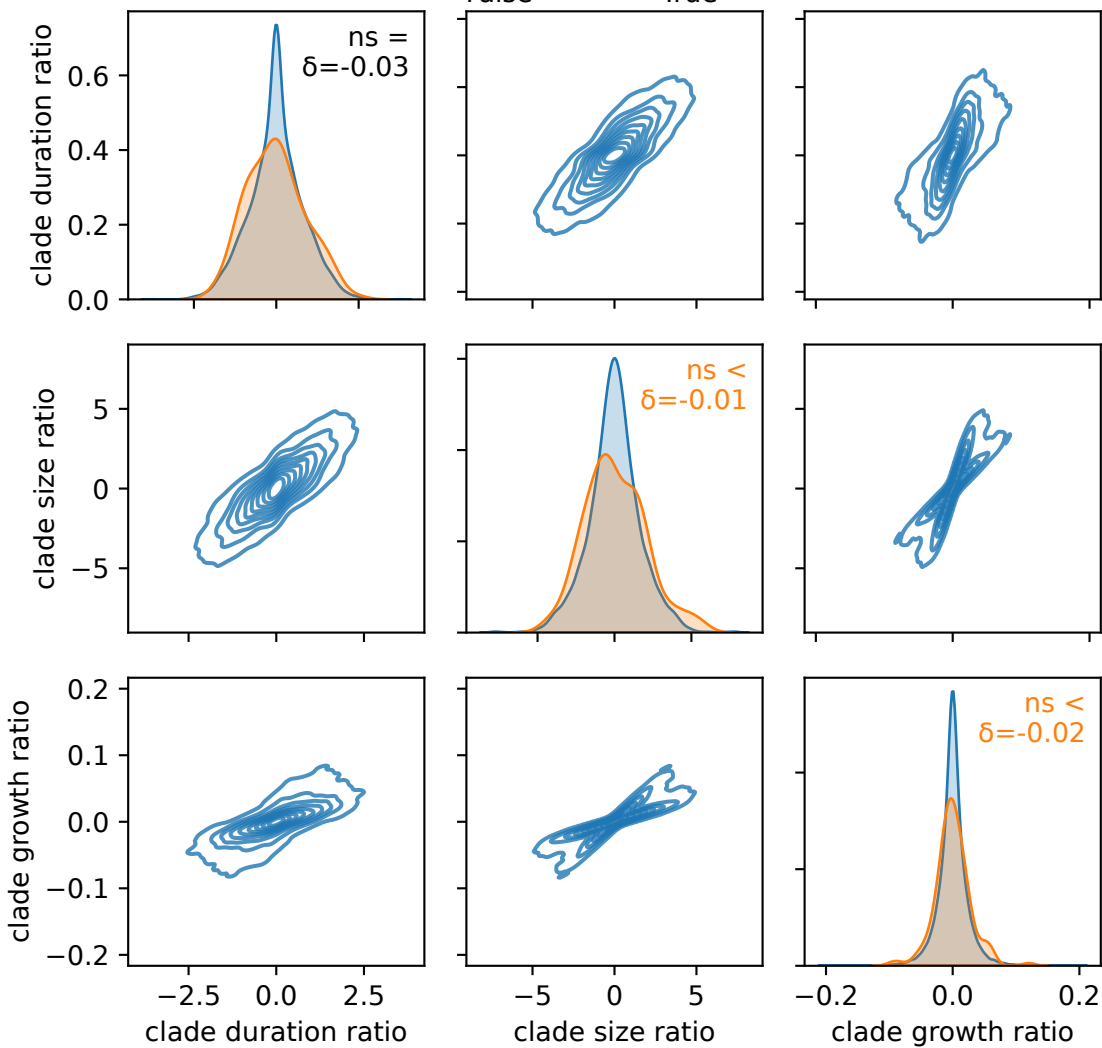 clade duration ratio
0.6
0.4
0.2
0.0
ns =
δ=-0.03
clade size ratio
5
0
−5
ns <
δ=-0.01
clade growth ratio
0.2
0.1
0.0
−0.1
−0.2
ns <
δ=-0.02
−2.5
0.0
2.5
clade duration ratio
−5
0
5
clade size ratio
−0.2
0.0
0.2
clade growth ratio